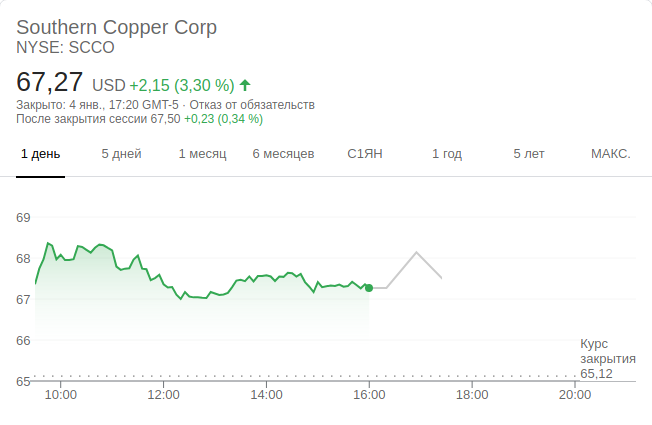 Southern Copper Corp
NYSE: SCCO
67,27 USD +2,15 (3,30 %)
Закрыто: 4 янв., 17:20 GMT-5 · Отказ от обязательств
После закрытия сессии 67,50 +0,23 (0,34 %)
1 день 5 дней 1 месяц 6 месяцев С1ЯН 1 год 5 лет МАКС.
69
68
67
66
Курс
закрытия
65,12
65
10:00 12:00 14:00 16:00 18:00 20:00